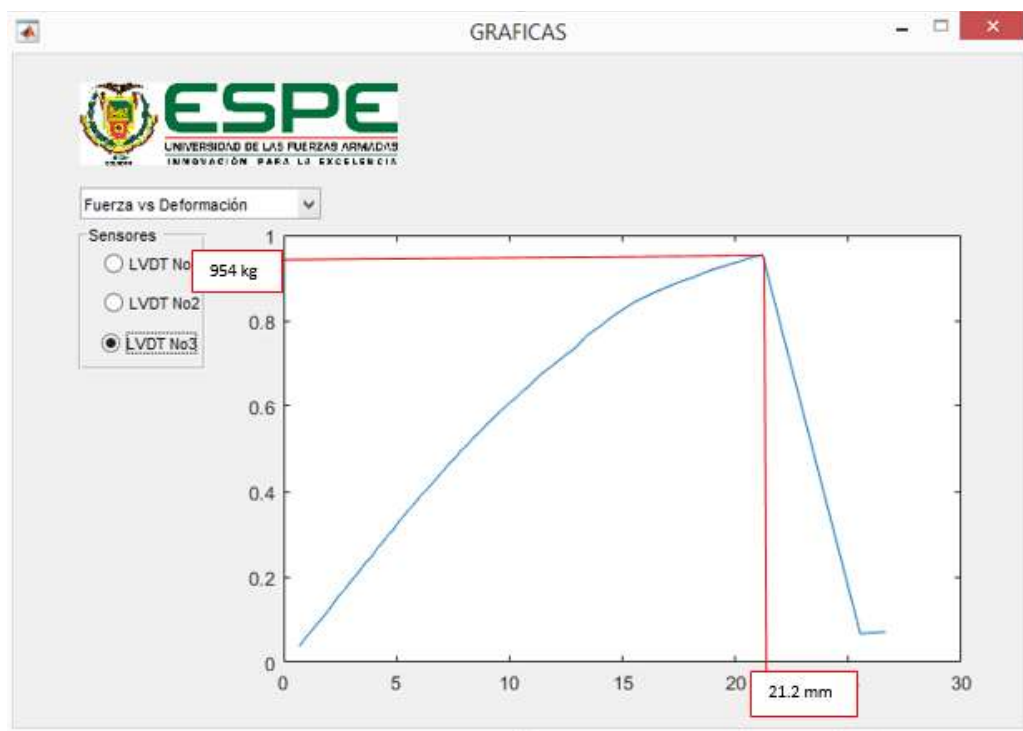 GRAFICAS
ESPE
UNIVERSIDAD DE LAS FUERZAS ARMADAS
INNOVACIÓN PARA LA EXCELENCIA
Fuerza vs Deformación
Sensores
LVDT No
LVDT No2
LVDT No3
954 kg
1
0.8
0.6
0.4
0.2
0
0 5 10 15 20 30
21.2 mm